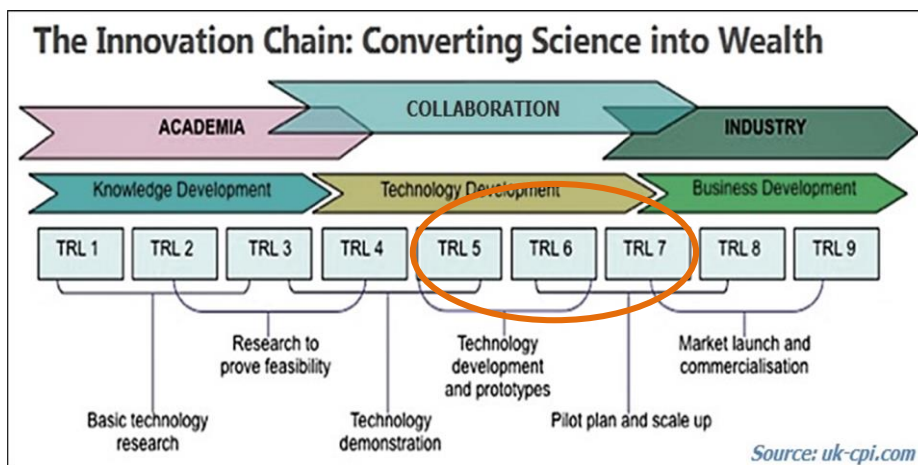 The Innovation Chain: Converting Science into Wealth
COLLABORATION
ACADEMIA
INDUSTRY
Knowledge Development
Technology Development
Business Development
TRL 1
TRL 2
TRL 3
TRL 4
TRL 5
TRL 6
TRL 7
TRL 8
TRL 9
Research to
prove feasibility
Technology
development
and prototypes
Market launch and
commercialisation
Basic technology
research
Technology
demonstration
Pilot plan and scale up
Source: uk-cpi.com